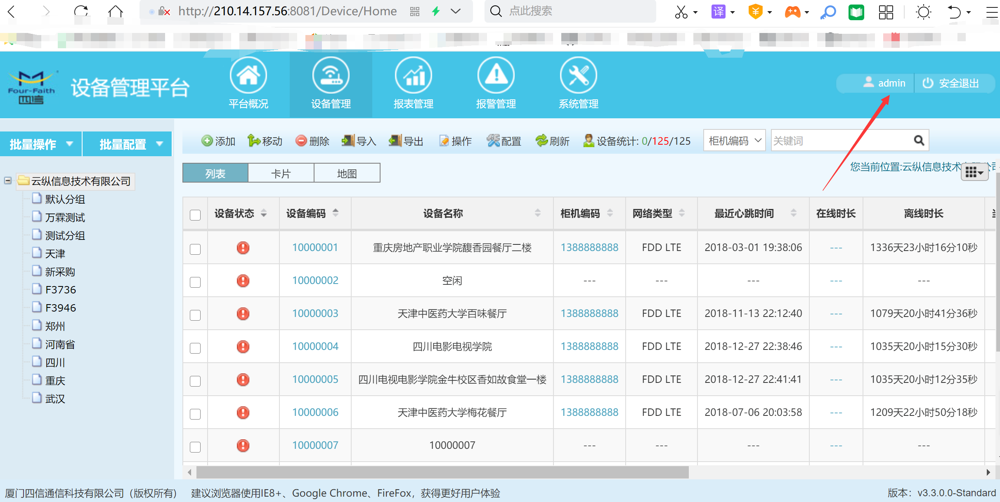 http://210.14.157.56:8081/Device/Home
点此搜索
译
Four-Faith
四信
设备管理平台
平台概况
设备管理
报表管理
报警管理
系统管理
admin
安全退出
批量操作
批量配置
添加
移动
删除
导入
导出
操作
配置
刷新
设备统计: 0/125/125
柜机编码
关键词
列表
卡片
地图
您当前位置:云纵信息技术
云纵信息技术有限公司
默认分组
万霖测试
测试分组
天津
新采购
F3736
F3946
郑州
河南省
四川
重庆
武汉
设备状态 设备编码 设备名称 柜机编码 网络类型 最近心跳时间 在线时长 离线时长
10000001 重庆房地产职业学院馥香园餐厅二楼 1388888888 FDD LTE 2018-03-01 19:38:06 --- 1336天23小时16分10秒
10000002 空闲 --- --- --- --- ---
10000003 天津中医药大学百味餐厅 1388888888 FDD LTE 2018-11-13 22:12:40 --- 1079天20小时41分36秒
10000004 四川电影电视学院 1388888888 FDD LTE 2018-12-27 22:38:46 --- 1035天20小时15分30秒
10000005 四川电视电影学院金牛校区香如故食堂一楼 1388888888 FDD LTE 2018-12-27 22:41:41 --- 1035天20小时12分35秒
10000006 天津中医药大学梅花餐厅 1388888888 FDD LTE 2018-07-06 20:03:58 --- 1209天22小时50分18秒
10000007 10000007 --- --- --- --- ---
厦门四信通信科技有限公司（版权所有) 建议浏览器使用IE8+、Google Chrome、FireFox，获得更好用户体验
版本：v3.3.0.0-Standard